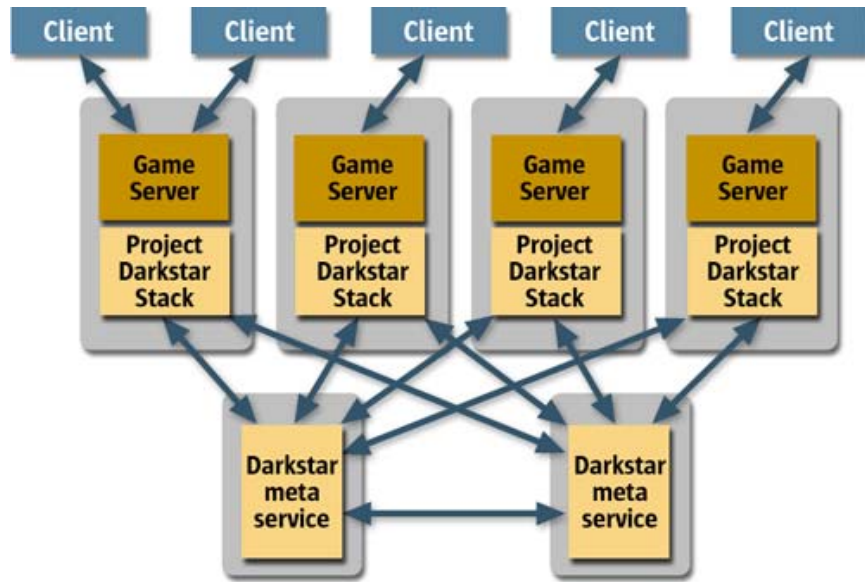 Client
Client
Client
Client
Client
Game
Server
Game
Server
Game
Server
Game
Server
Project
Darkstar
Stack
Project
Darkstar
Stack
Project
Darkstar
Stack
Project
Darkstar
Stack
Darkstar
meta
service
Darkstar
meta
service